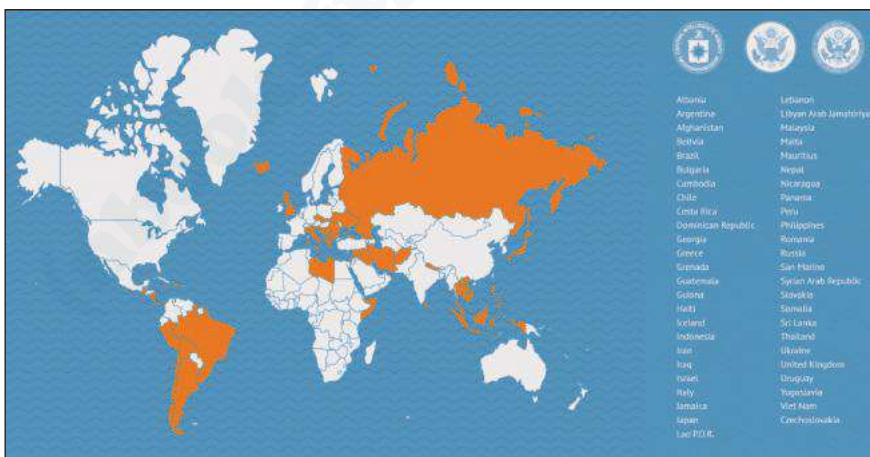 Albania
Argentina
Afghanistan
Bolivia
Brazil
Bulgaria
Cambodia
Chile
Costa Rica
Dominican Republic
Georgia
Greece
Grenada
Guatemala
Haiti
Iceland
Indonesia
Iran
Iraq
Israel
Italy
Jamaica
Japan
Lao P.D.R.
Lebanon
Libyan Arab Jamahiriya
Malaysia
Malta
Mauritius
Nepal
Nicaragua
Panama
Peru
Philippines
Romania
Russia
San Marino
Syrian Arab Republic
Slovakia
Somalia
Sri Lanka
Thailand
Ukraine
United Kingdom
Uruguay
Yugoslavia
Viet Nam
Czechoslovakia